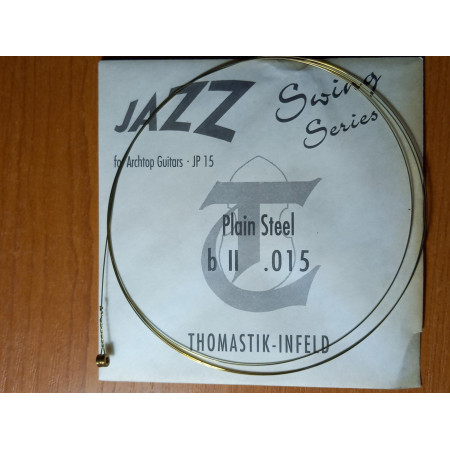 JAZZ Swing
Series
for Archtop Guitars - JP 15
Plain Steel
b II .015
THOMASTIK-INFELD